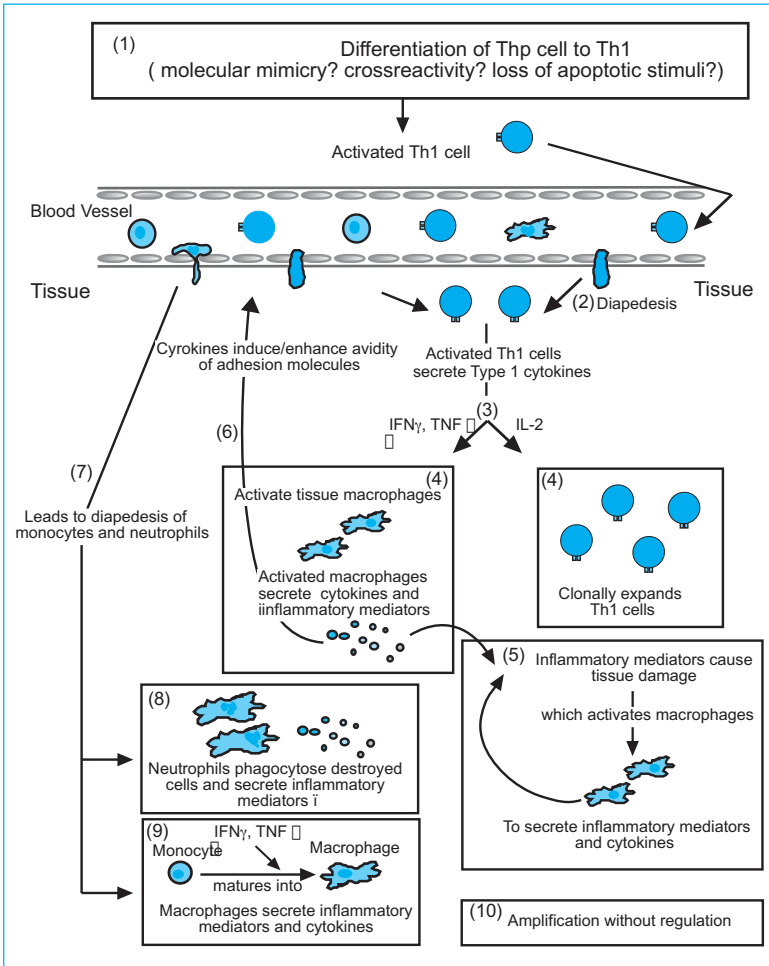 (1) Differentiation of Thp cell to Th1
( molecular mimicry? crossreactivity? loss of apoptotic stimuli?)
Activated Th1 cell
Blood Vessel
Tissue
Tissue
(2) Diapedesis
Cyrokines induce/enhance avidity
of adhesion molecules
Activated Th1 cells
secrete Type 1 cytokines
(3)
IFNγ, TNF ▯
▯
IL-2
(6)
(7)
Leads to diapedesis of
monocytes and neutrophils
(4)
Activate tissue macrophages
Activated macrophages
secrete cytokines and
iinflammatory mediators
(4)
Clonally expands
Th1 cells
(5) Inflammatory mediators cause
tissue damage
which activates macrophages
To secrete inflammatory mediators
and cytokines
(8)
Neutrophils phagocytose destroyed
cells and secrete inflammatory
mediators ï
(9)
IFNγ, TNF ▯
▯
Monocyte
Macrophage
matures into
Macrophages secrete inflammatory
mediators and cytokines
(10) Amplification without regulation